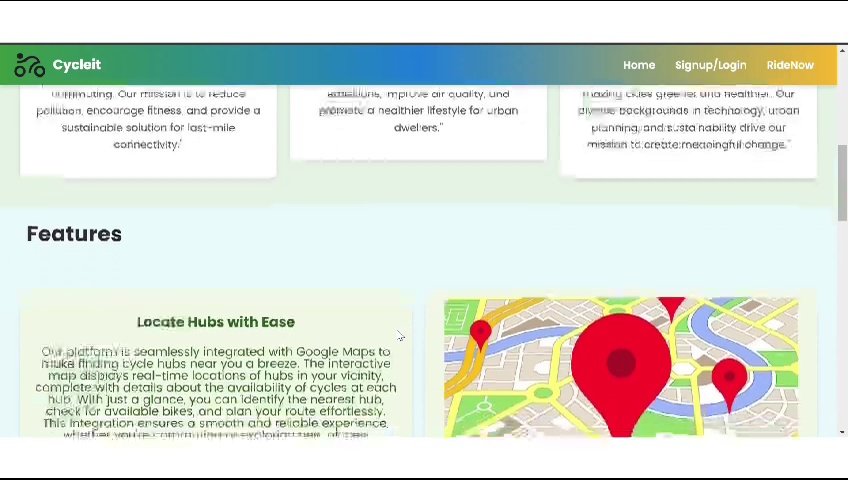 Cycleit
Home Signup/Login RideNow
commuting. Our mission is to reduce
pollution, encourage fitness, and provide a
sustainable solution for last-mile
connectivity."
emissions, improve air quality, and
promote a healthier lifestyle for urban
dwellers."
making cities greener and healthier. Our
diverse backgrounds in technology, urban
planning, and sustainability drive our
mission to create meaningful change."
Features
Locate Hubs with Ease
Our platform is seamlessly integrated with Google Maps to
make finding cycle hubs near you a breeze. The interactive
map displays real-time locations of hubs in your vicinity,
complete with details about the availability of cycles at each
hub. With just a glance, you can identify the nearest hub,
check for available bikes, and plan your route effortlessly.
This integration ensures a smooth and reliable experience,
whether you're commuting or exploring